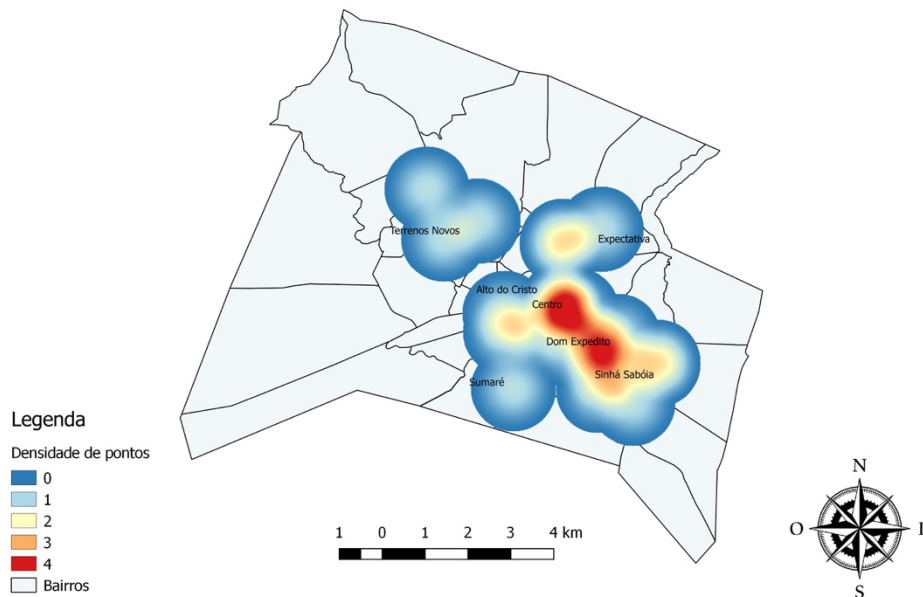 Terrenos Novos
Expectativa
Alto do Cristo
Centro
Dom Expedito
Sinhá Sabóia
Sumaré
Legenda
Densidade de pontos
0
1
2
3
4
Bairros
1 0 1 2 3 4 km
N
O
S